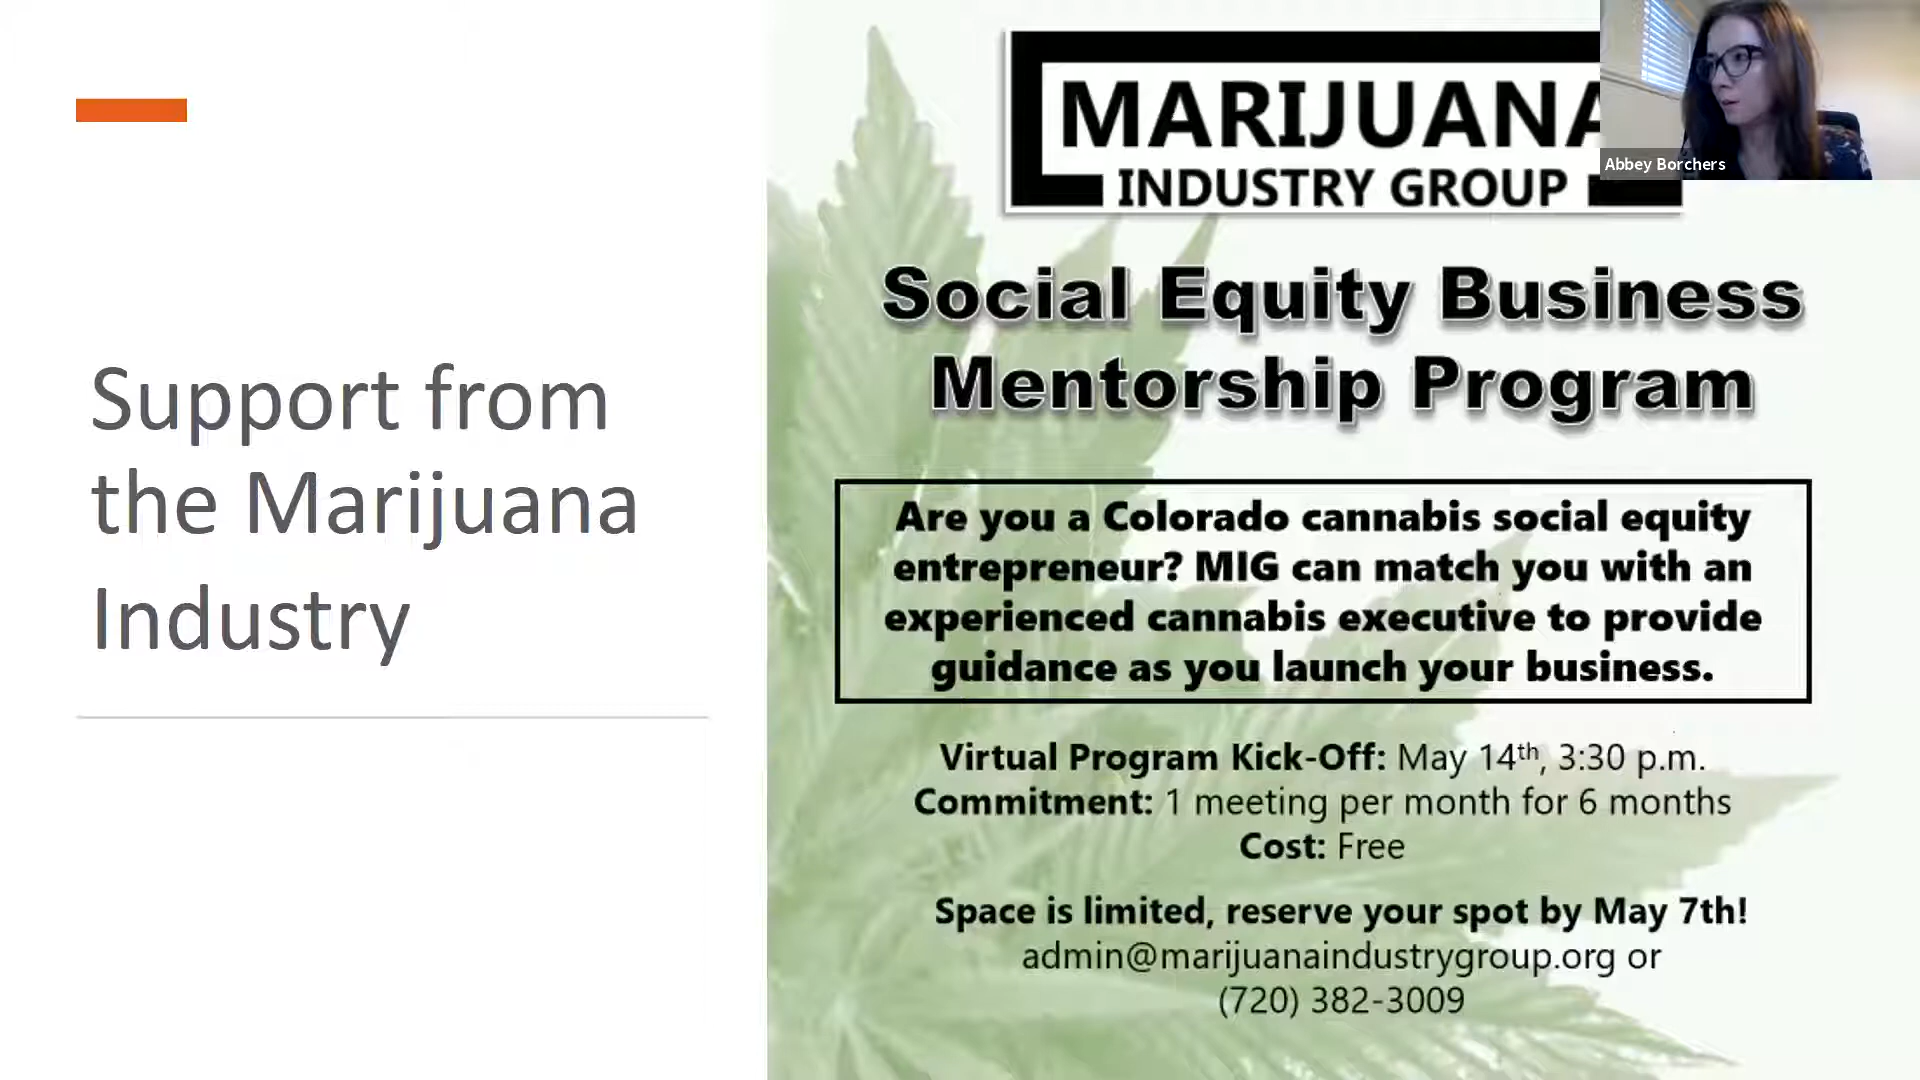 Support from
the Marijuana
Industry
MARIJUANA
INDUSTRY GROUP
Abbey Borchers
Social Equity Business
Mentorship Program
Are you a Colorado cannabis social equity
entrepreneur? MIG can match you with an
experienced cannabis executive to provide
guidance as you launch your business.
Virtual Program Kick-Off: May 14th, 3:30 p.m.
Commitment: 1 meeting per month for 6 months
Cost: Free
Space is limited, reserve your spot by May 7th!
admin@marijuanaindustrygroup.org or
(720) 382-3009